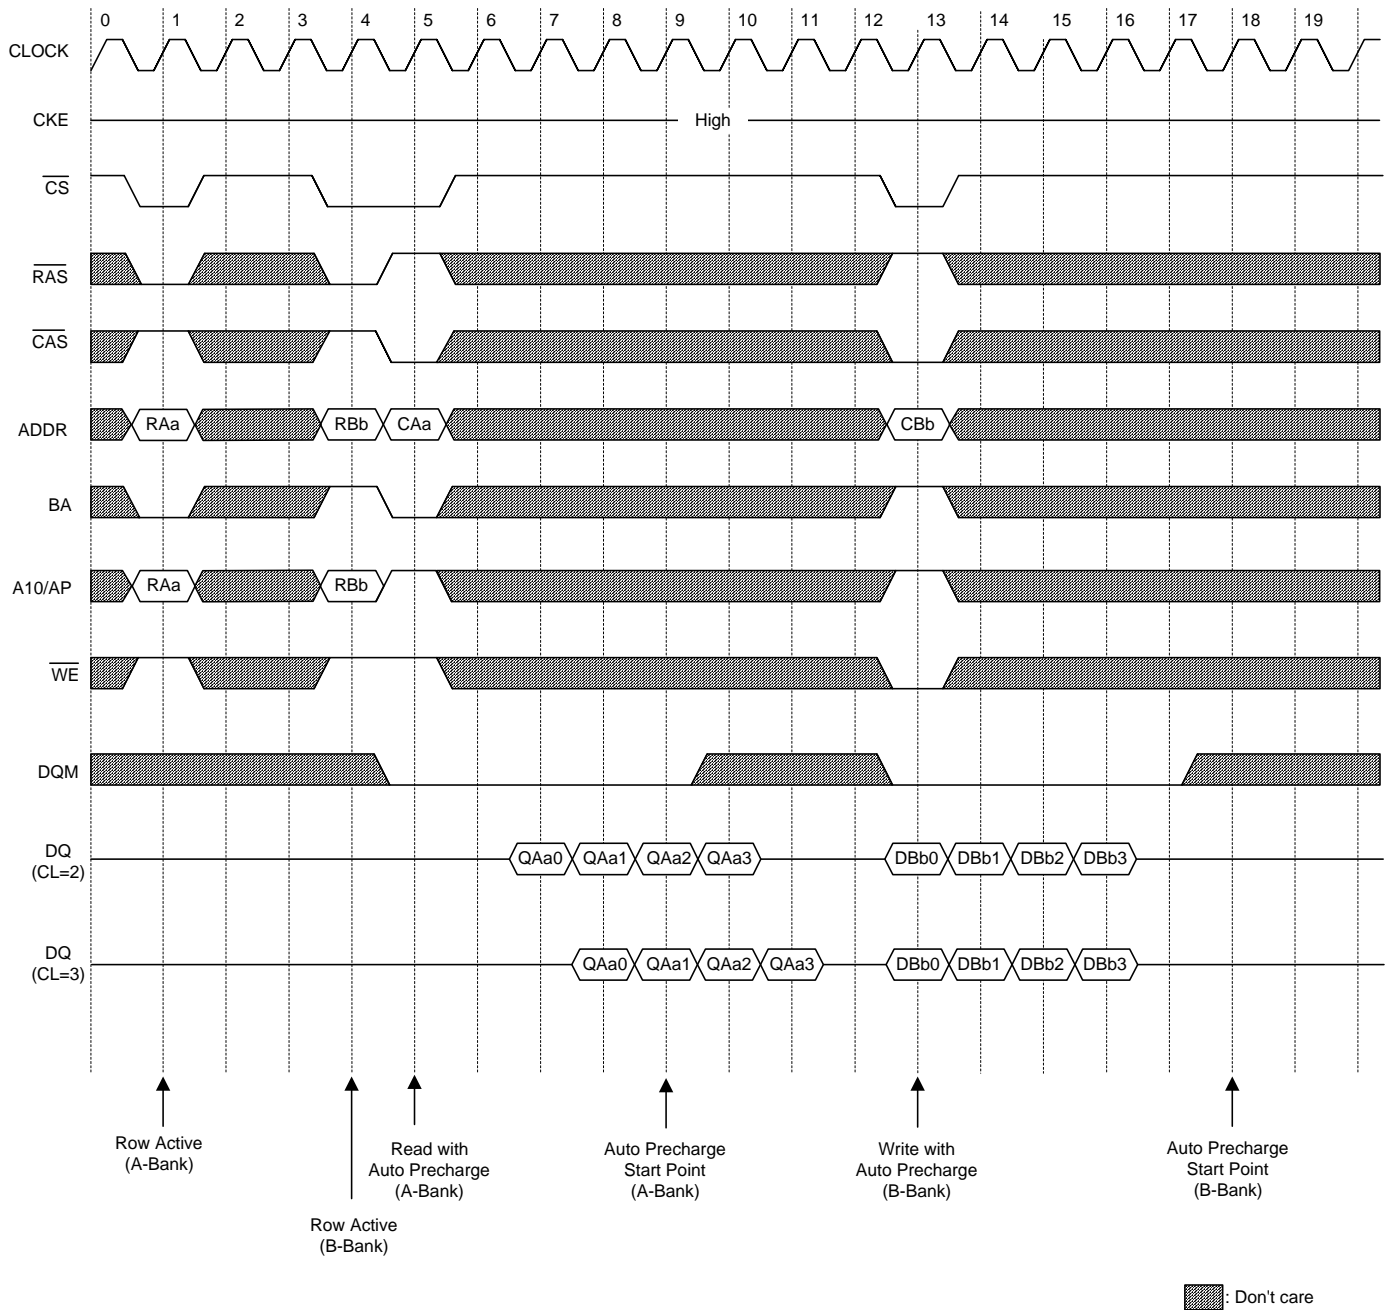 0 1 2 3 4 5 6 7 8 9 10 11 12 13 14 15 16 17 18 19
CLOCK
CKE High
CS
RAS
CAS
ADDR RAa RBb CAa CBb
BA
A10/AP RAa RBb
WE
DQM
DQ
(CL=2)
QAa0 QAa1 QAa2 QAa3 DBb0 DBb1 DBb2 DBb3
DQ
(CL=3)
QAa0 QAa1 QAa2 QAa3 DBb0 DBb1 DBb2 DBb3
Row Active
(A-Bank)
Row Active
(B-Bank)
Read with
Auto Precharge
(A-Bank)
Auto Precharge
Start Point
(A-Bank)
Write with
Auto Precharge
(B-Bank)
Auto Precharge
Start Point
(B-Bank)
: Don't care